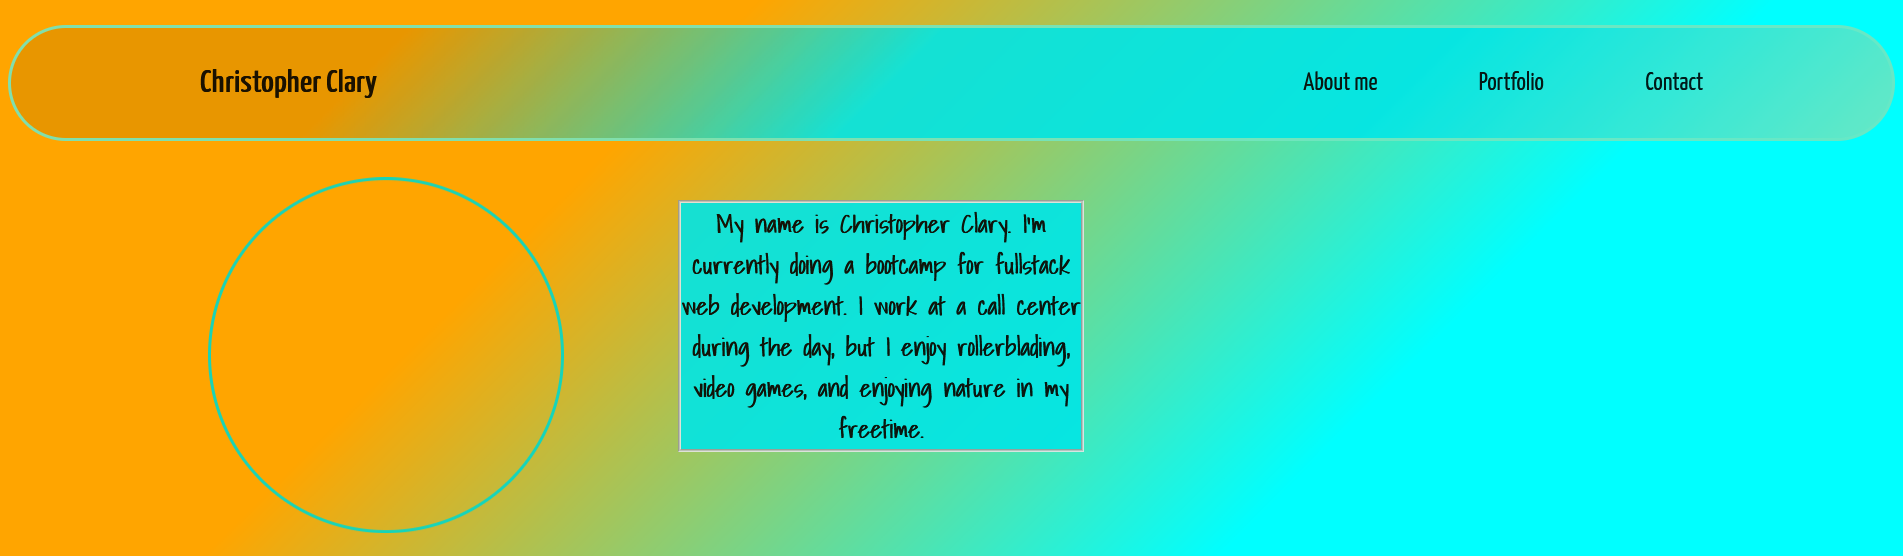 Christopher Clary
About me
Portfolio
Contact
My name is Christopher Clary. I'm
currently doing a bootcamp for fullstack
web development. I work at a call center
during the day, but I enjoy rollerblading,
video games, and enjoying nature in my
freetime.